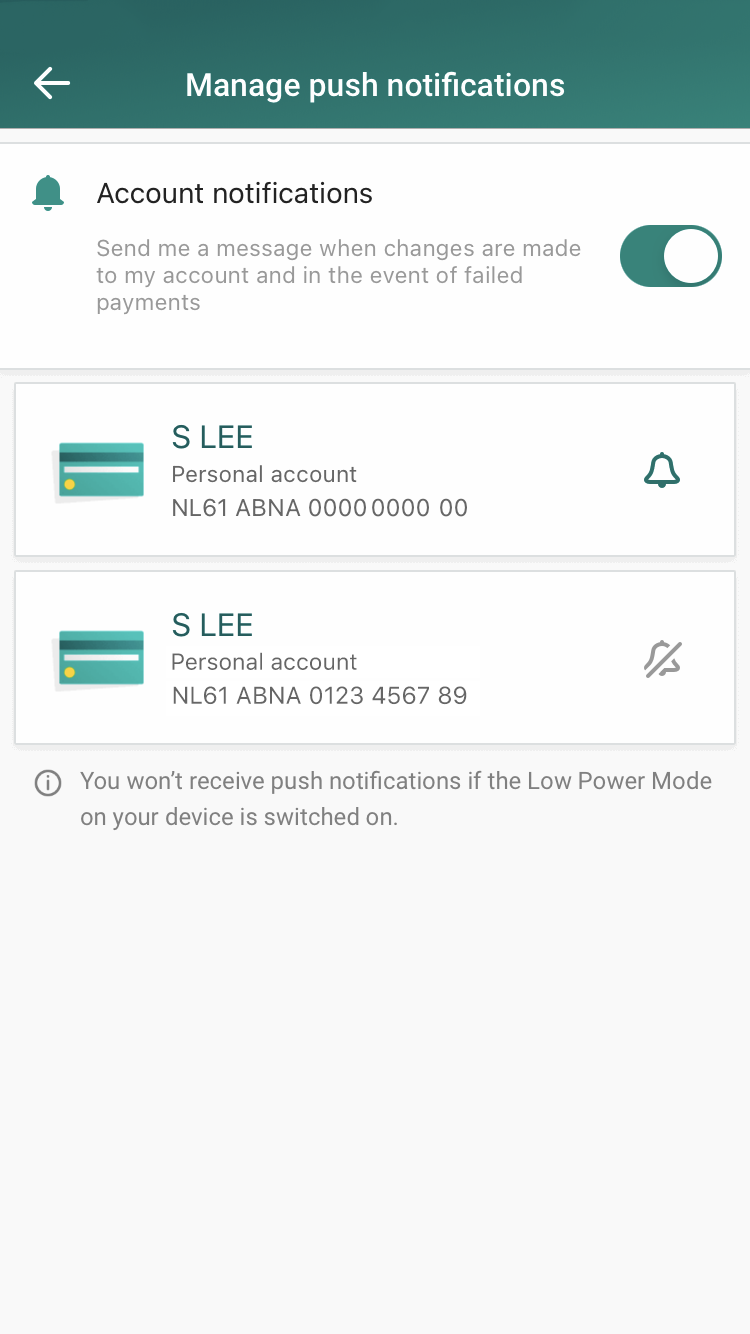 Manage push notifications
Account notifications
Send me a message when changes are made
to my account and in the event of failed
payments
S LEE
Personal account
NL61 ABNA 0000 0000 00
S LEE
Personal account
NL61 ABNA 0123 4567 89
You won’t receive push notifications if the Low Power Mode
on your device is switched on.